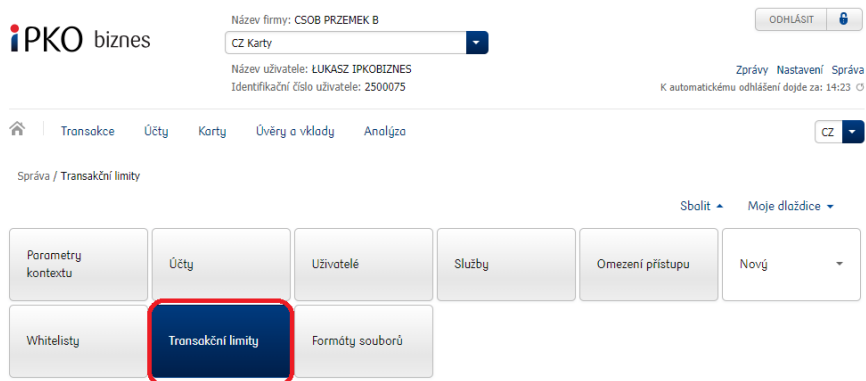 Název firmy: CSOB PRZEMEK B
ODHLÁSIT
iPKO biznes
CZ Karty
Název uživatele: ŁUKASZ IPKOBIZNES
Zprávy Nastavení Správa
Identifikační číslo uživatele: 2500075
K automatickému odhlášení dojde za: 14:23
Transakce Účty Karty Úvěry a vklady Analýza
CZ
Správa / Transakční limity
Sbalit Moje dlaždice
Parametry kontextu
Účty
Uživatelé
Služby
Omezení přístupu
Nový
Whitelisty
Transakční limity
Formáty souborů